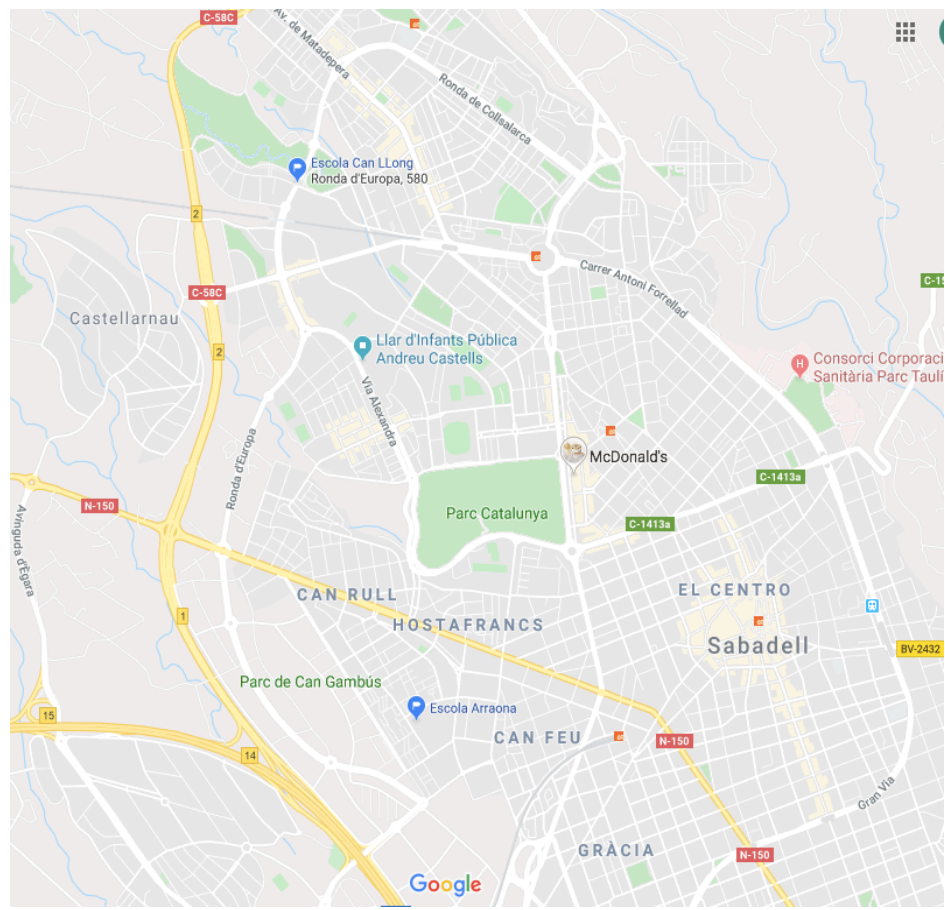 C-58C
Av. de Matadepera
Ronda de Collsalarca
Escola Can LLong
Ronda d'Europa, 580
2
Carrer Antoni Forrellad
C-58C
C-15
Castellarnau
2
Llar d'Infants Pública
Andreu Castells
Consorci Corporaci
Sanitària Parc Taulí
H
Via Alexandra
Ronda d'Europa
McDonald's
C-1413a
N-150
Parc Catalunya
C-1413a
Avinguda d'Ègara
CAN RULL
EL CENTRO
HOSTAFRANCS
1
Sabadell
BV-2432
Parc de Can Gambús
Escola Arraona
15
CAN FEU
N-150
14
Gran Via
GRÀCIA
N-150
Google